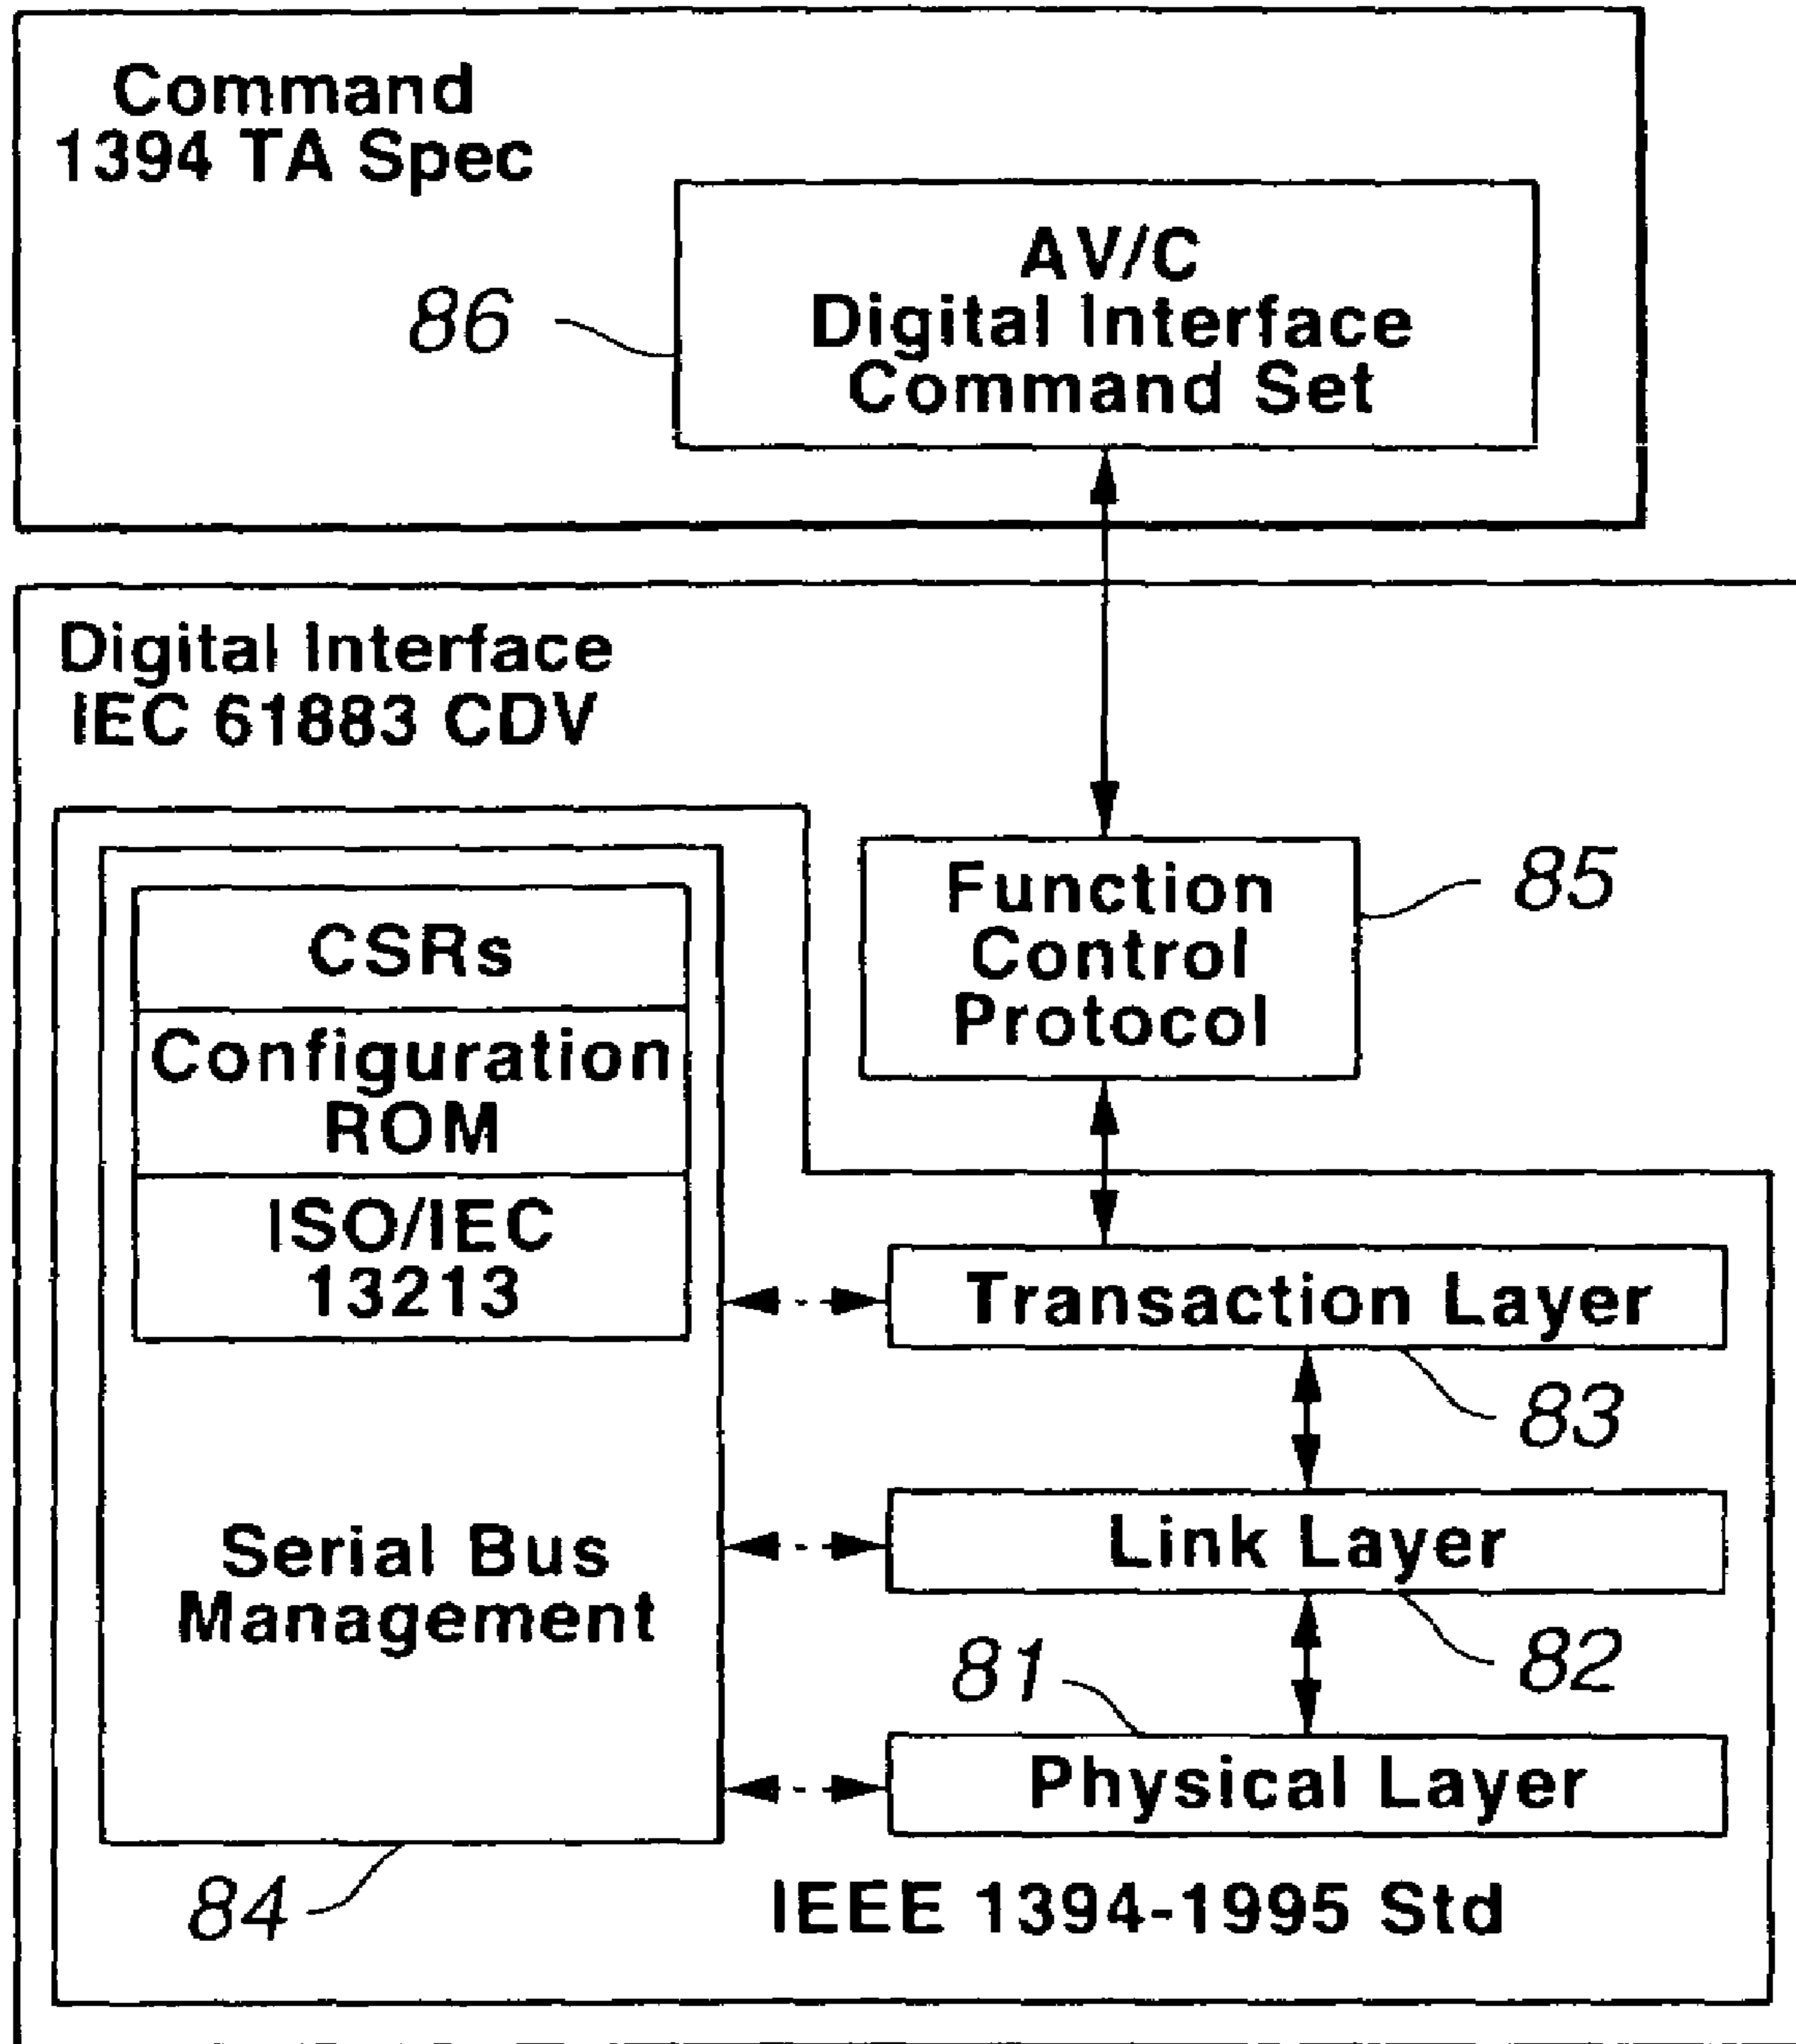 Command
1394 TA Spec
AV/C
Digital Interface
Command Set
86
Digital Interface
IEC 61883 CDV
CSRs
Configuration
ROM
ISO/IEC
13213
Serial Bus
Management
84
Function
Control
Protocol
85
Transaction Layer
83
Link Layer
82
81
Physical Layer
IEEE 1394-1995 Std